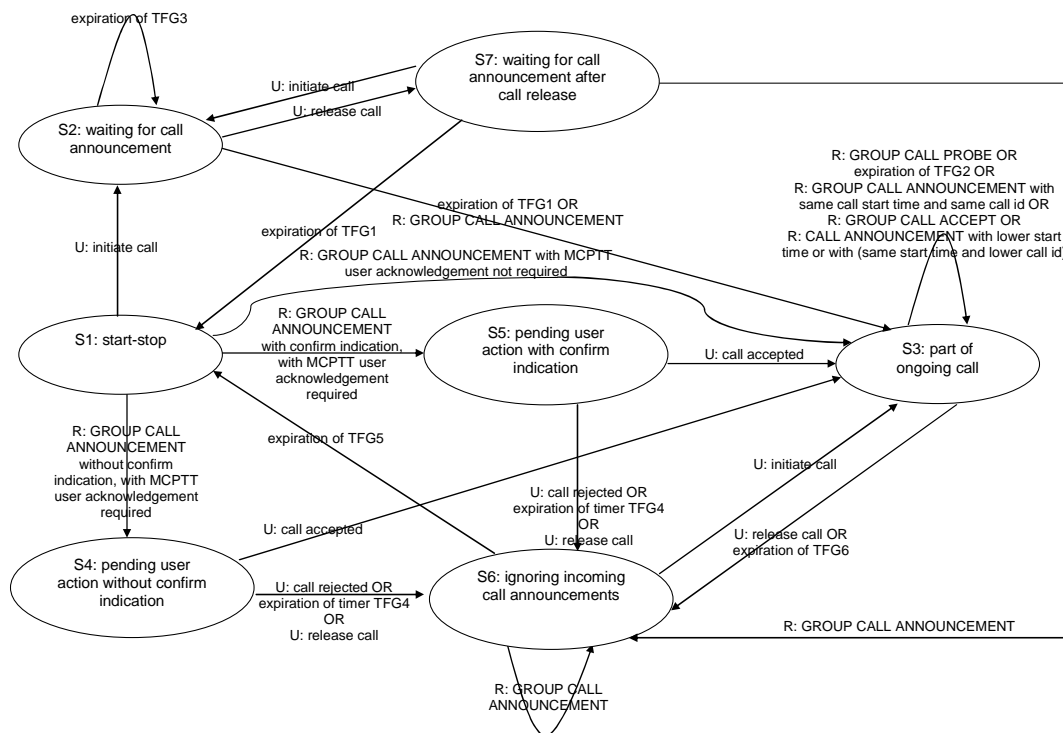 expiration of TFG3
S7: waiting for call
announcement after
call release
U: initiate call
U: release call
S2: waiting for call
announcement
R: GROUP CALL PROBE OR
expiration of TFG2 OR
R: GROUP CALL ANNOUNCEMENT with
same call start time and same call id OR
R: GROUP CALL ACCEPT OR
R: CALL ANNOUNCEMENT with lower start
time or with (same start time and lower call id)
expiration of TFG1 OR
R: GROUP CALL ANNOUNCEMENT
expiration of TFG1
U: initiate call
R: GROUP CALL ANNOUNCEMENT with MCPTT
user acknowledgement not required
S1: start-stop
R: GROUP CALL
ANNOUNCEMENT
with confirm indication,
with MCPTT user
acknowledgement
required
S5: pending user
action with confirm
indication
U: call accepted
S3: part of
ongoing call
R: GROUP CALL
ANNOUNCEMENT
without confirm
indication, with MCPTT
user acknowledgement
required
expiration of TFG5
U: initiate call
U: call rejected OR
expiration of timer TFG4
OR
U: release call
U: call accepted
U: release call OR
expiration of TFG6
S4: pending user
action without confirm
indication
U: call rejected OR
expiration of timer TFG4
OR
U: release call
S6: ignoring incoming
call announcements
R: GROUP CALL ANNOUNCEMENT
R: GROUP CALL
ANNOUNCEMENT